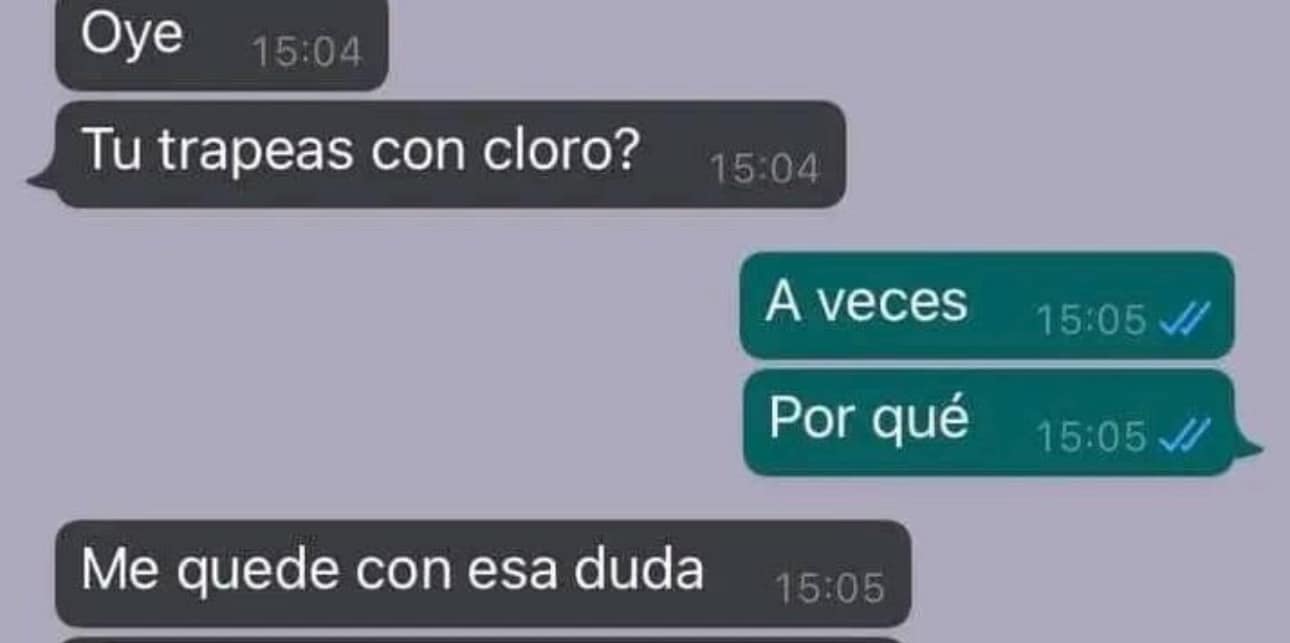 Oye 15:04
Tu trapeas con cloro? 15:04
A veces 15:05
Por qué 15:05
Me quede con esa duda 15:05